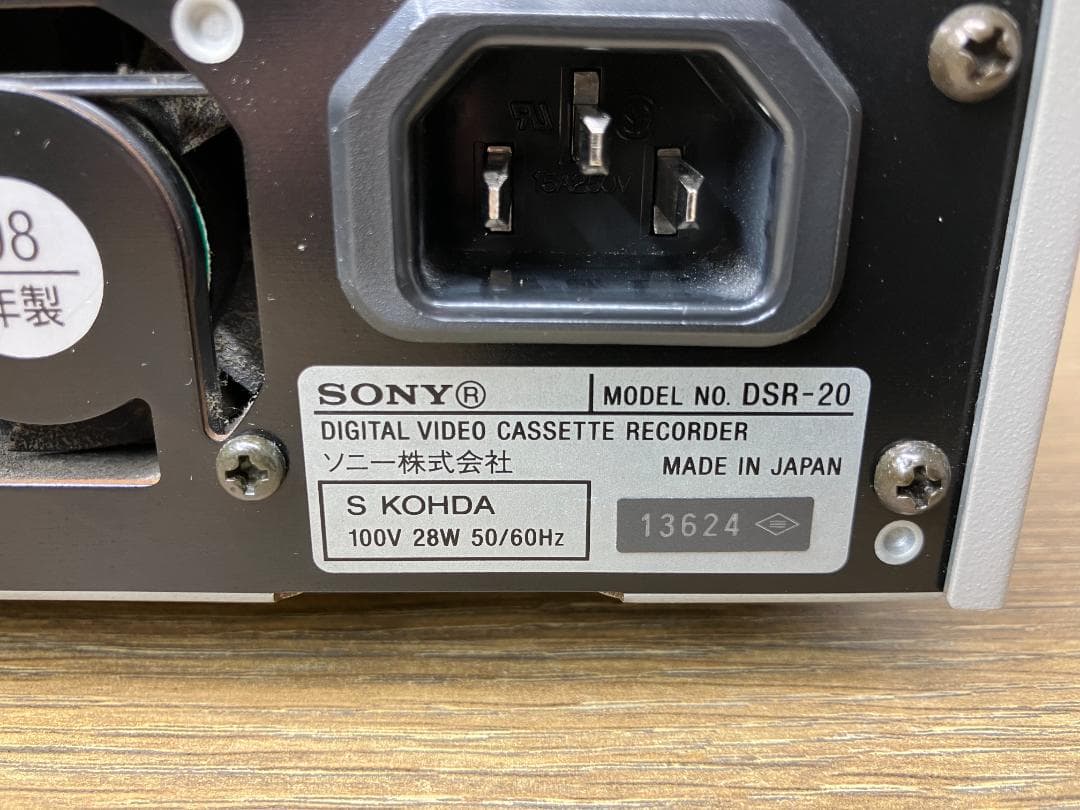 15A250V
98
年製
SONY®
MODEL NO. DSR-20
DIGITAL VIDEO CASSETTE RECORDER
ソニー株式会社
MADE IN JAPAN
S KOHDA
100V 28W 50/60Hz
13624